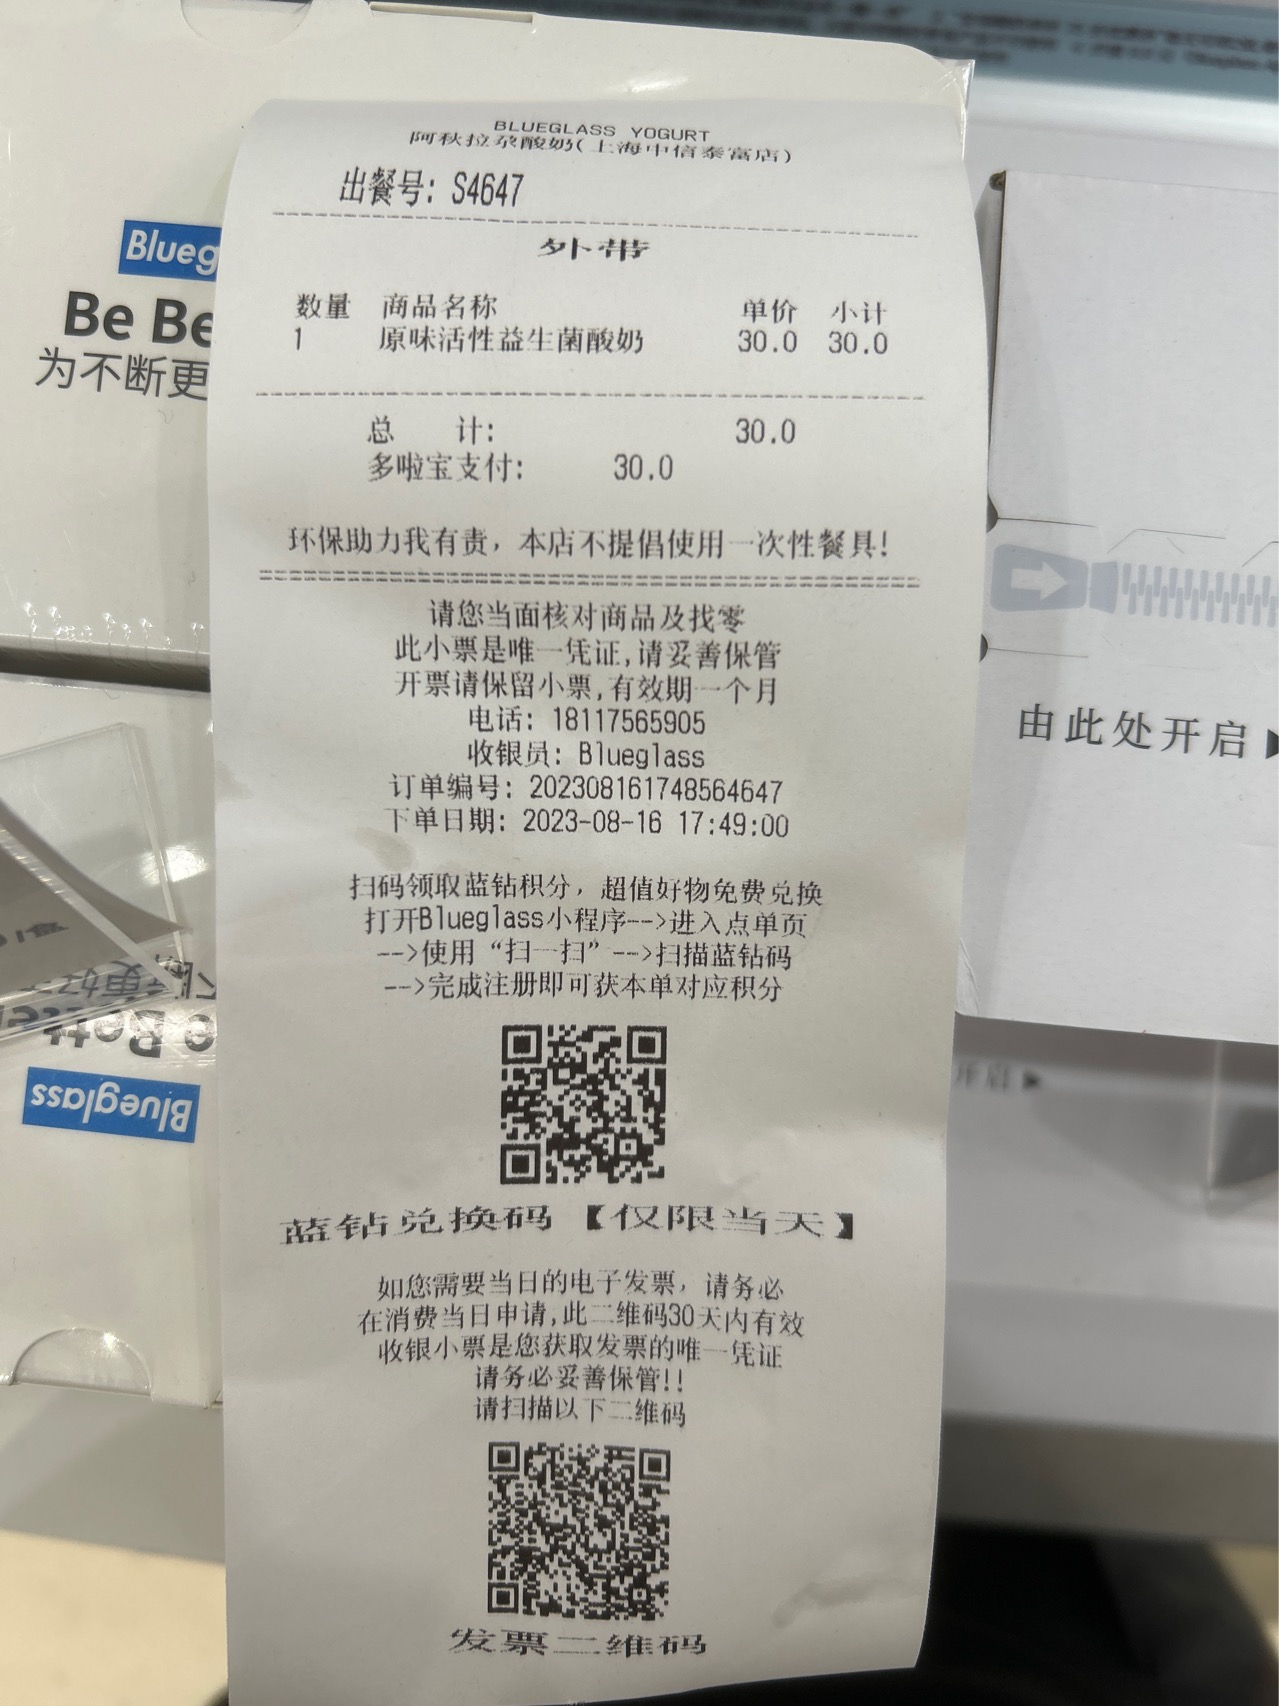 BLUEGLASS YOGURT
阿秋拉尕酸奶(上海中信泰富店)
出餐号: S4647
外带
数量 商品名称 单价 小计
1 原味活性益生菌酸奶 30.0 30.0
总 计: 30.0
多啦宝支付: 30.0
环保助力我有责，本店不提倡使用一次性餐具!
请您当面核对商品及找零
此小票是唯一凭证,请妥善保管
开票请保留小票,有效期一个月
电话: 18117565905
收银员: Blueglass
订单编号: 202308161748564647
下单日期: 2023-08-16 17:49:00
扫码领取蓝钻积分，超值好物免费兑换
打开Blueglass小程序-->进入点单页
-->使用“扫一扫”-->扫描蓝钻码
-->完成注册即可获本单对应积分
蓝钻兑换码【仅限当天】
如您需要当日的电子发票，请务必
在消费当日申请,此二维码30天内有效
收银小票是您获取发票的唯一凭证
请务必妥善保管!!
请扫描以下二维码
发票二维码
Blueg
Be Be
为不断更
Blueglass
由此处开启
开启